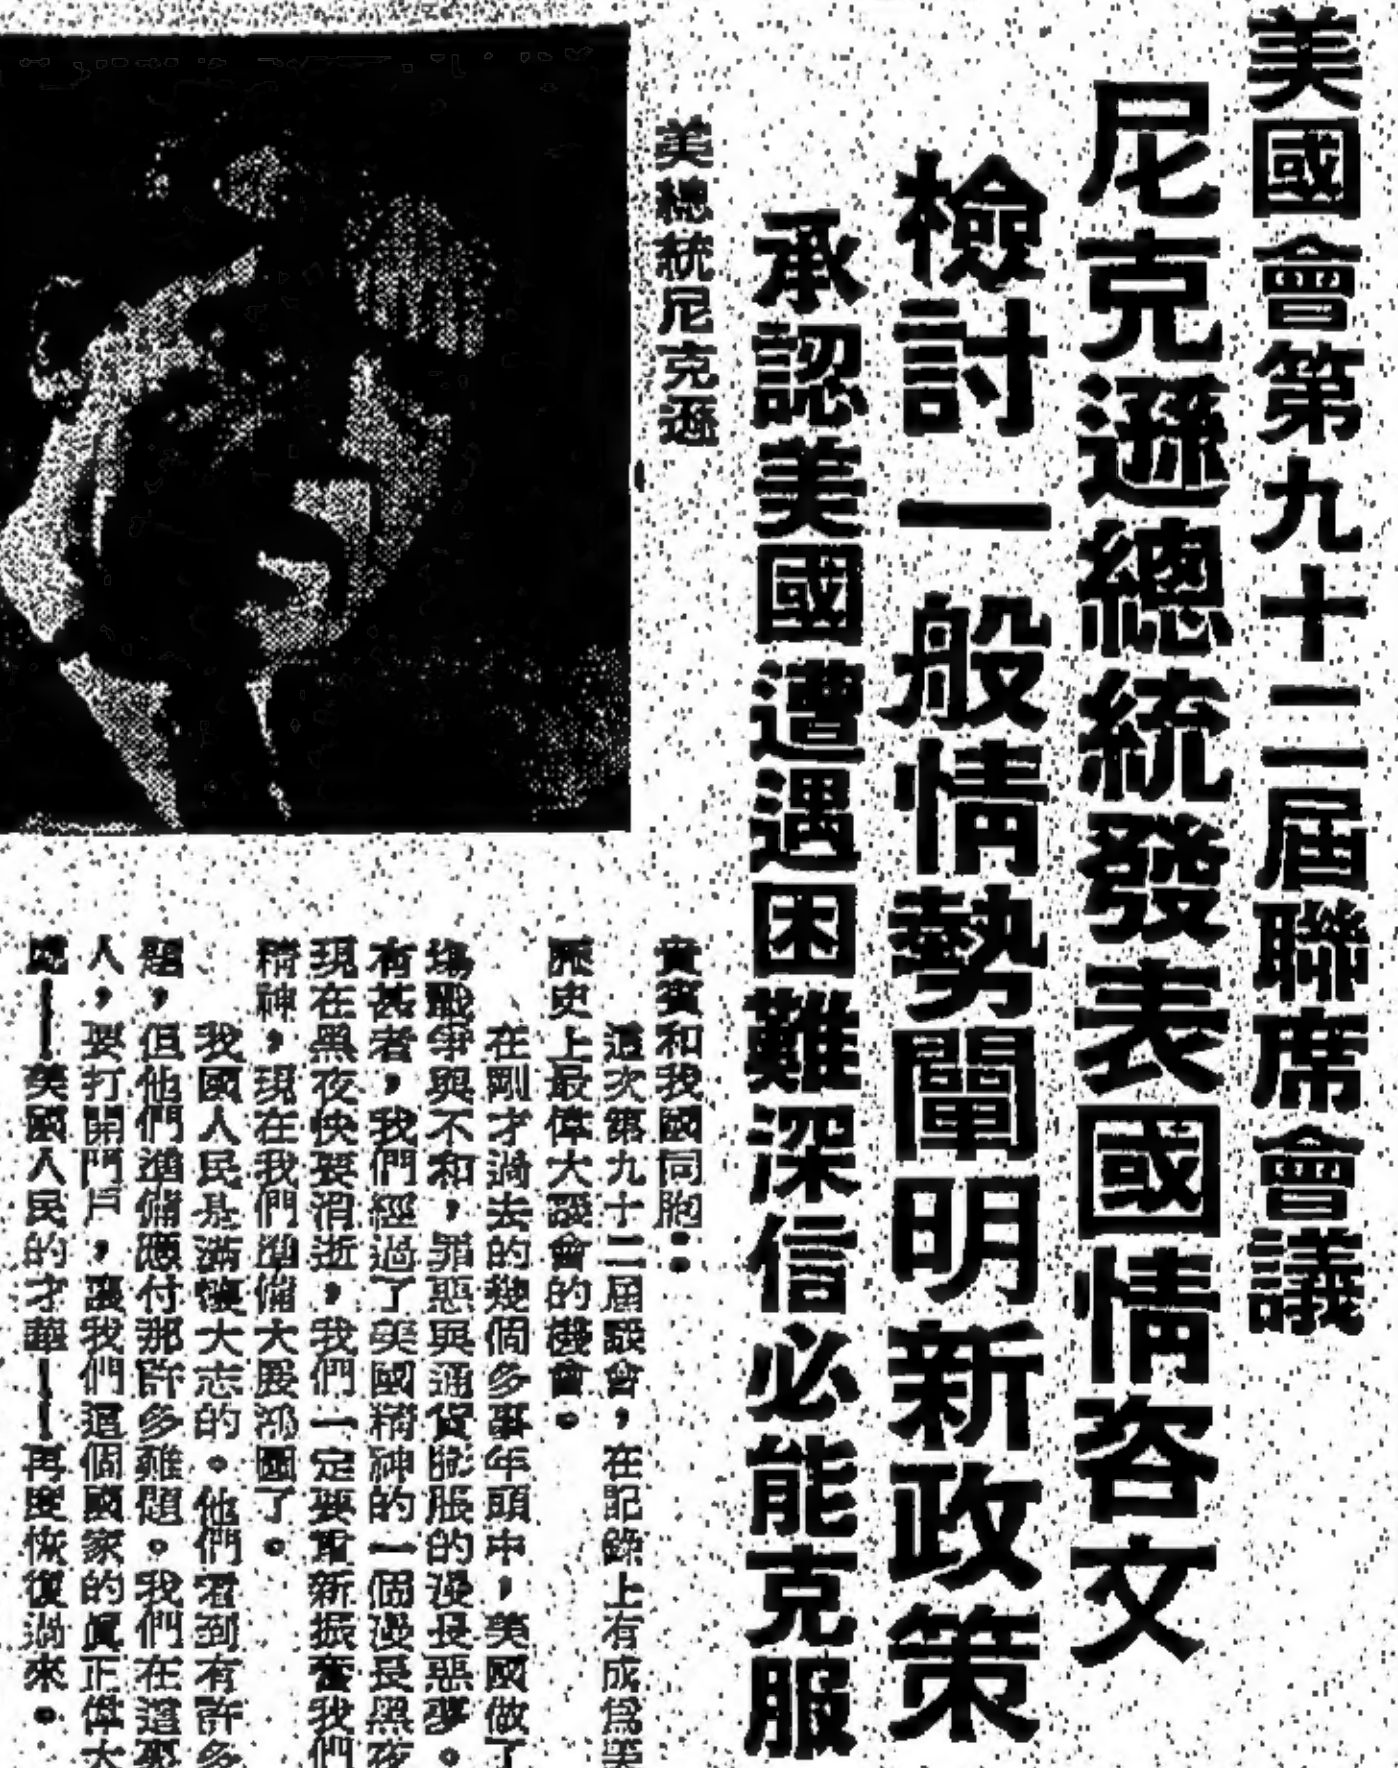 美國會第九十二屆聯席會議
尼克遜總統發表國情咨文
檢討一般情勢闡明新政策
承認美國遭遇困難深信必能克服
美總統尼克遜
貴賓和我國同胞：
這次第九十二屆議會，在記錄上有成爲美
歷史上最偉大議會的機會。
在剛才過去的幾個多事年頭中，美國做了
場戰爭與不和，罪惡與通貨膨脹的漫長惡夢。
有甚者，我們經過了美國精神的一個漫長黑夜
現在黑夜快要消逝，我們一定要重新振奮我們
精神，現在我們準備大展鴻圖了。
我國人民是滿懷大志的。他們看到有許多
題，但他們準備應付那許多難題。我們在這裏
人，要打開門戶，讓我們這個國家的眞正偉大
處——美國人民的才華——再度恢復過來。